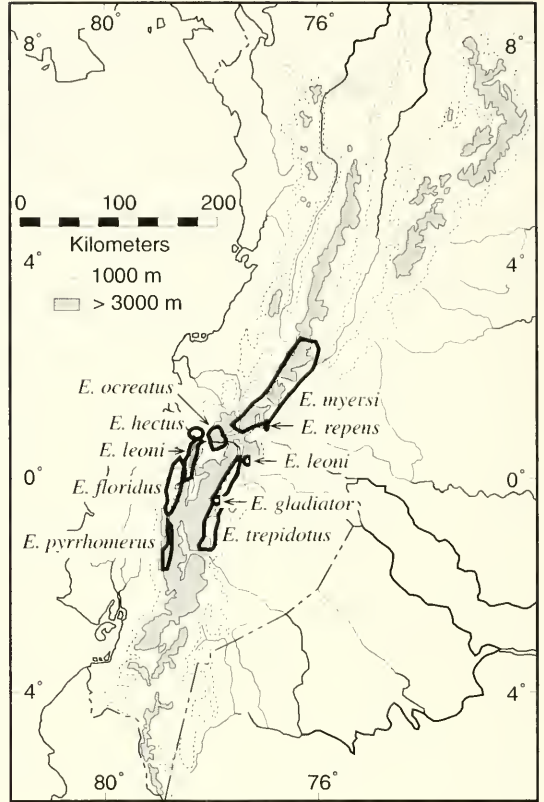 80° 76°
8° 8°
0 100 200
Kilometers
1000 m
> 3000 m
4° 4°
E. ocreatus
E. myersi
E. hectus
E. repens
E. leoni
E. leoni
0° 0°
E. floridus
E. gladiator
E. pyrrhomerus
E. trepidotus
4° 4°
80° 76°